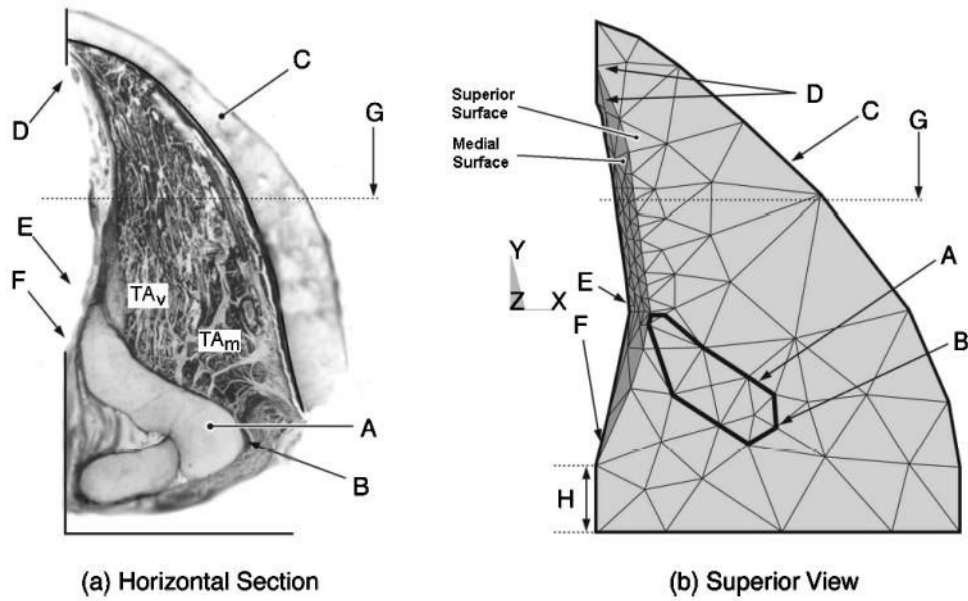 C
G
D
E
F
TAv
TAm
A
B
(a) Horizontal Section
Superior
Surface
Medial
Surface
D
C
G
A
Y
Z X
E
F
B
H
(b) Superior View